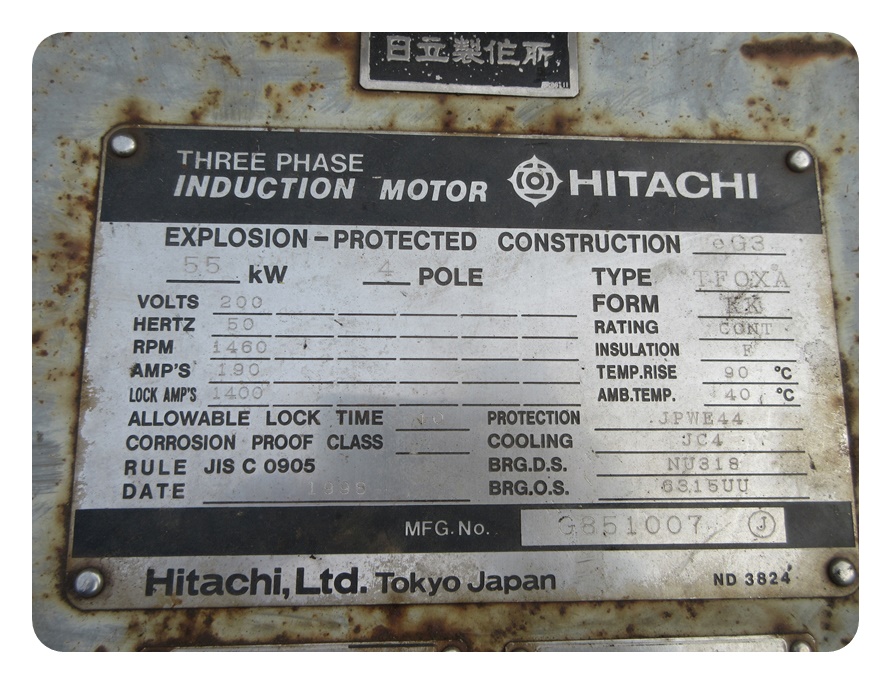 日立製作所
THREE PHASE
INDUCTION MOTOR HITACHI
EXPLOSION-PROTECTED CONSTRUCTION eG3
55 kW 4 POLE TYPE TFOXA
VOLTS 200 FORM KK
HERTZ 50 RATING CONT
RPM 1460 INSULATION F
AMP'S 190 TEMP.RISE 90 °C
LOCK AMP'S 1400 AMB.TEMP. 40 °C
ALLOWABLE LOCK TIME PROTECTION JPWE44
CORROSION PROOF CLASS COOLING JC4
RULE JIS C 0905 BRG.D.S. NU318
DATE 1995 BRG.O.S. 6315UU
MFG.No. G851007 J
Hitachi,Ltd. Tokyo Japan ND 3824